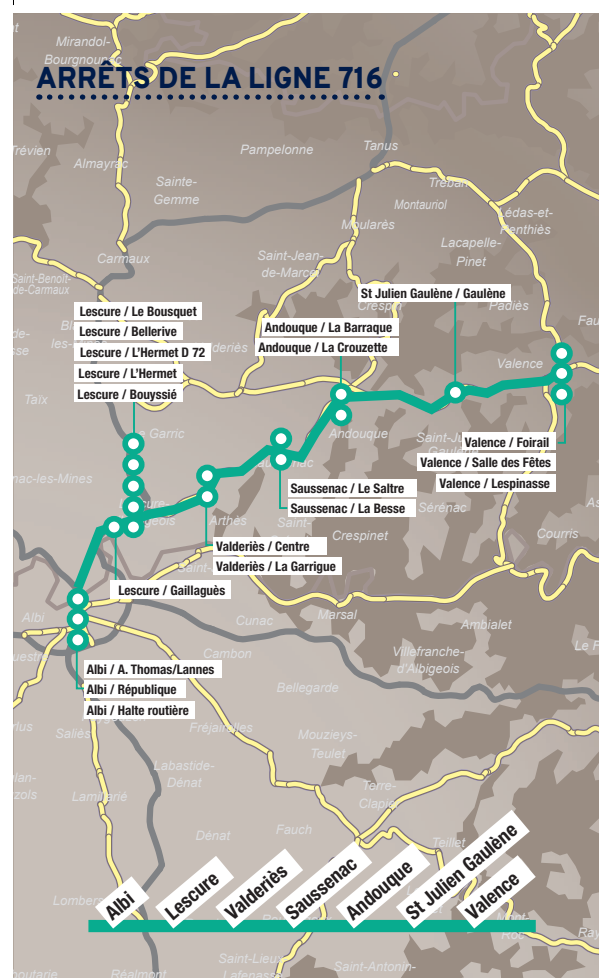 ARRÊTS DE LA LIGNE 716
Mirandol-
Bourgnounac
Trévien
Almayrac
Pampelonne
Tanus
Sainte-
Gemme
Tréban
Montauriol
Lédas-et-
Penthiès
Moularès
Lacapelle-
Pinet
Carmaux
Saint-Jean-
de-Marcel
Saint-Benoît-
de-Carmaux
Crespin
Padiès
St Julien Gaulène / Gaulène
Lescure / Le Bousquet
Lescure / Bellerive
Lescure / L'Hermet D 72
Lescure / L'Hermet
Lescure / Bouyssié
Andouque / La Barraque
Andouque / La Crouzette
Valence
Taïx
Le Garric
Andouque
Valence / Foirail
Valence / Salle des Fêtes
Valence / Lespinasse
Saussenac / Le Saltre
Saussenac / La Besse
Sérénac
Arthès
Saint-
Crespinet
Courris
Valderiès / Centre
Valderiès / La Garrigue
Lescure / Gaillaguès
Albi
Cunac
Marsal
Ambialet
Cambon
Villefranche-
d'Albigeois
Albi / A. Thomas/Lannes
Albi / République
Albi / Halte routière
Bellegarde
Saliès
Fréjairolles
Mouzieys-
Teulet
Labastide-
Dénat
Lamillarié
Terre-
Clapier
Dénat
Fauch
Teillet
Albi
Lescure
Valderiès
Saussenac
Andouque
St Julien Gaulène
Valence
Lombers
Mont-
Roc
Réalmont
Saint-Lieux-
Lafenasse
Saint-Antonin-